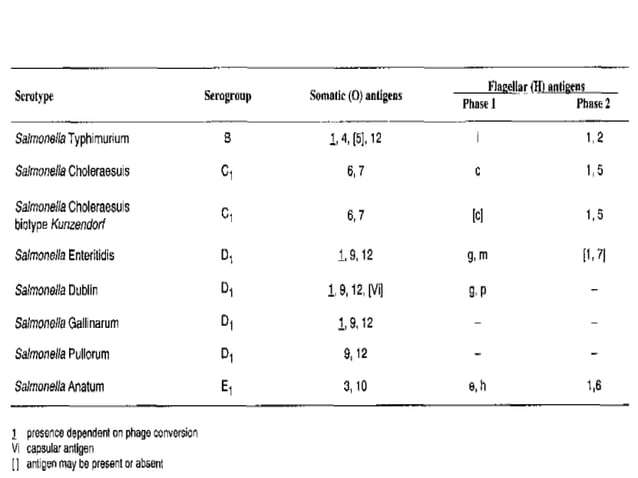 Flagellar (H) antigens
Serotype Serogroup Somatic (O) antigens Phase 1 Phase 2
Salmonella Typhimurium B 1, 4, [5], 12 i 1, 2
Salmonella Choleraesuis C1 6, 7 c 1, 5
Salmonella Choleraesuis
biotype Kunzendorf C1 6, 7 [c] 1, 5
Salmonella Enteritidis D1 1, 9, 12 g, m [1, 7]
Salmonella Dublin D1 1, 9, 12, [Vi] g, p –
Salmonella Gallinarum D1 1, 9, 12 – –
Salmonella Pullorum D1 9, 12 – –
Salmonella Anatum E1 3, 10 e, h 1,6
1 presence dependent on phage conversion
Vi capsular antigen
[ ] antigen may be present or absent